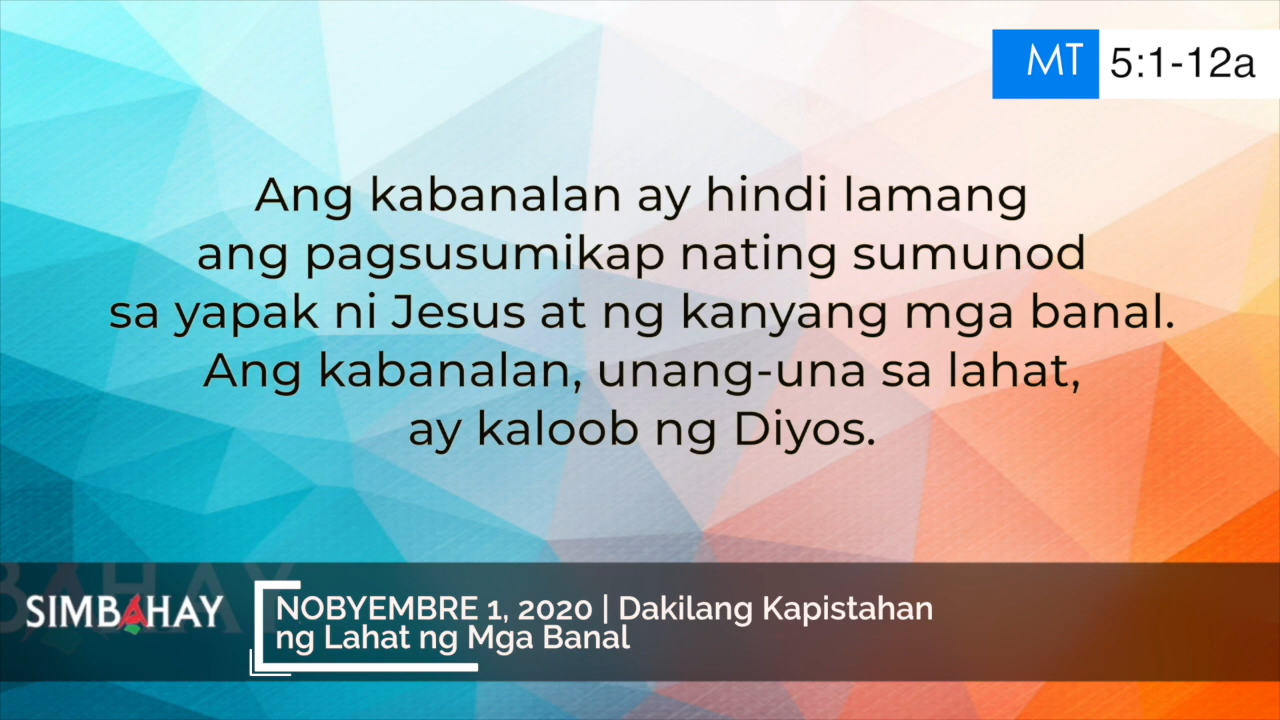 MT 5:1-12a
Ang kabanalan ay hindi lamang
ang pagsusumikap nating sumunod
sa yapak ni Jesus at ng kanyang mga banal.
Ang kabanalan, unang-una sa lahat,
ay kaloob ng Diyos.
SIMBAHAY
NOBYEMBRE 1, 2020 | Dakilang Kapistahan
ng Lahat ng Mga Banal